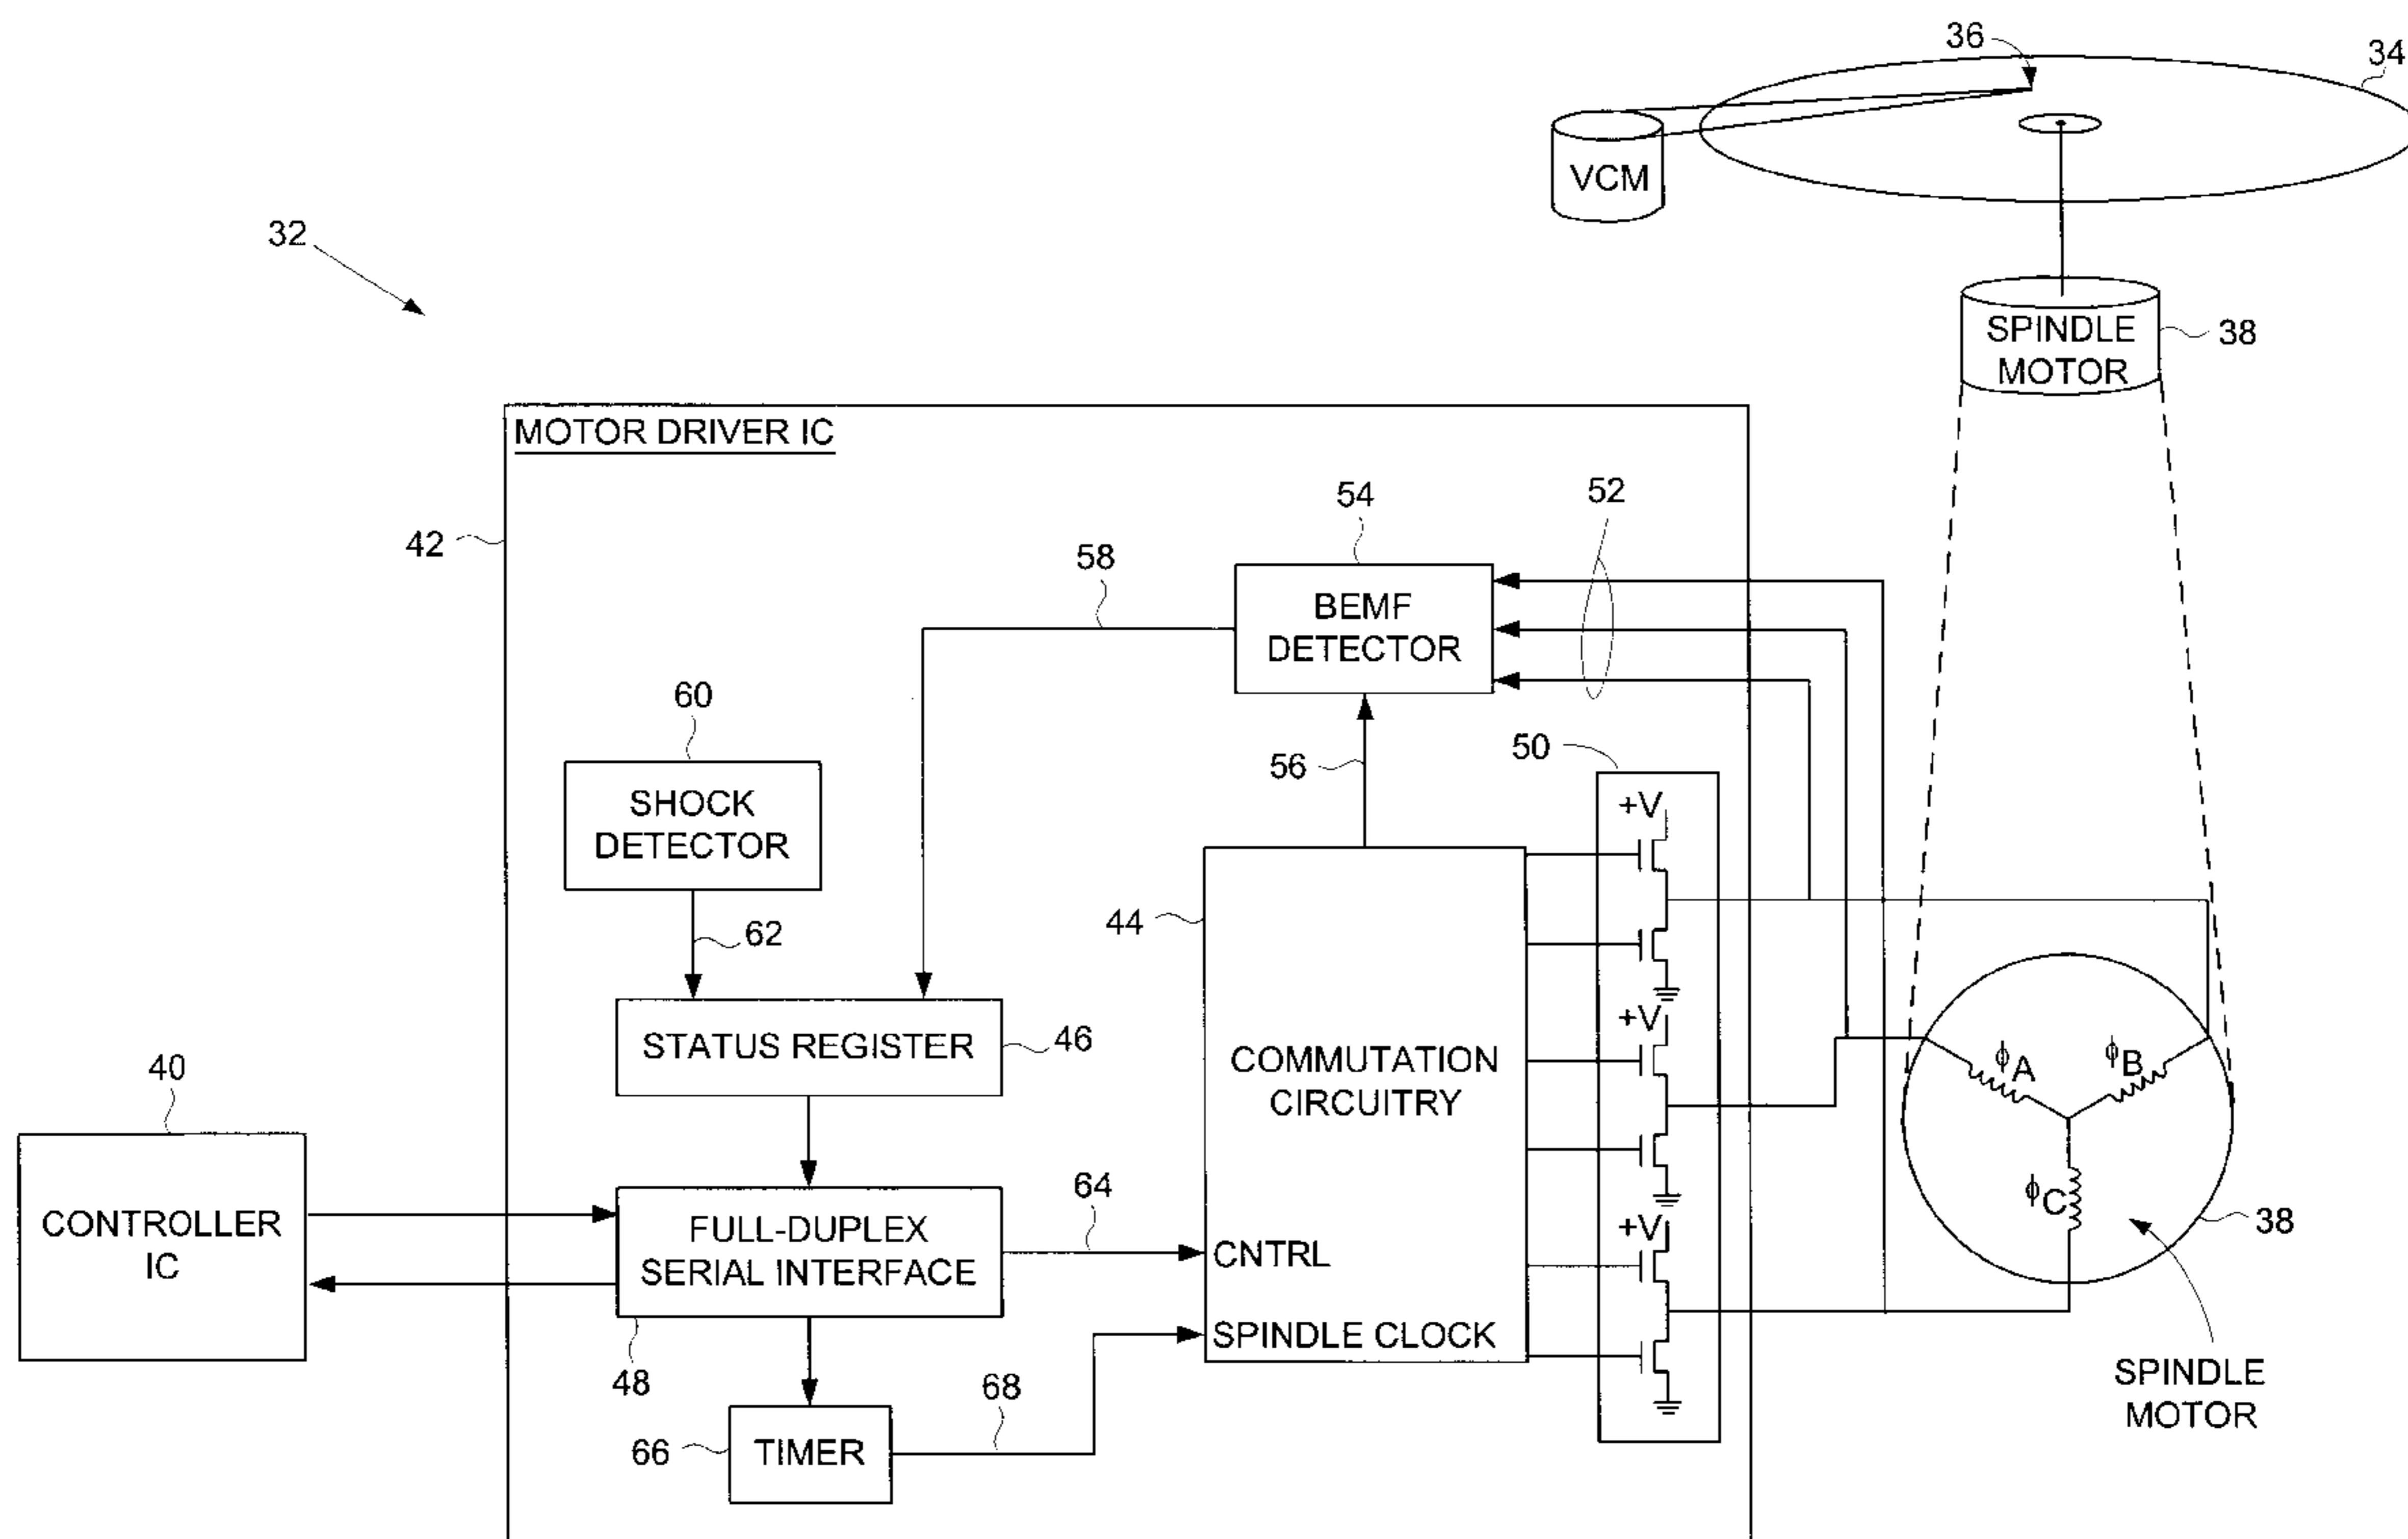 36
34
VCM
32
SPINDLE
MOTOR
38
MOTOR DRIVER IC
42
54
52
58
BEMF
DETECTOR
60
56
50
SHOCK
DETECTOR
62
44
+V
STATUS REGISTER
46
+V
COMMUTATION
CIRCUITRY
ϕA
ϕB
ϕC
40
CONTROLLER
IC
FULL-DUPLEX
SERIAL INTERFACE
64
CNTRL
+V
38
48
SPINDLE CLOCK
68
SPINDLE
MOTOR
66
TIMER